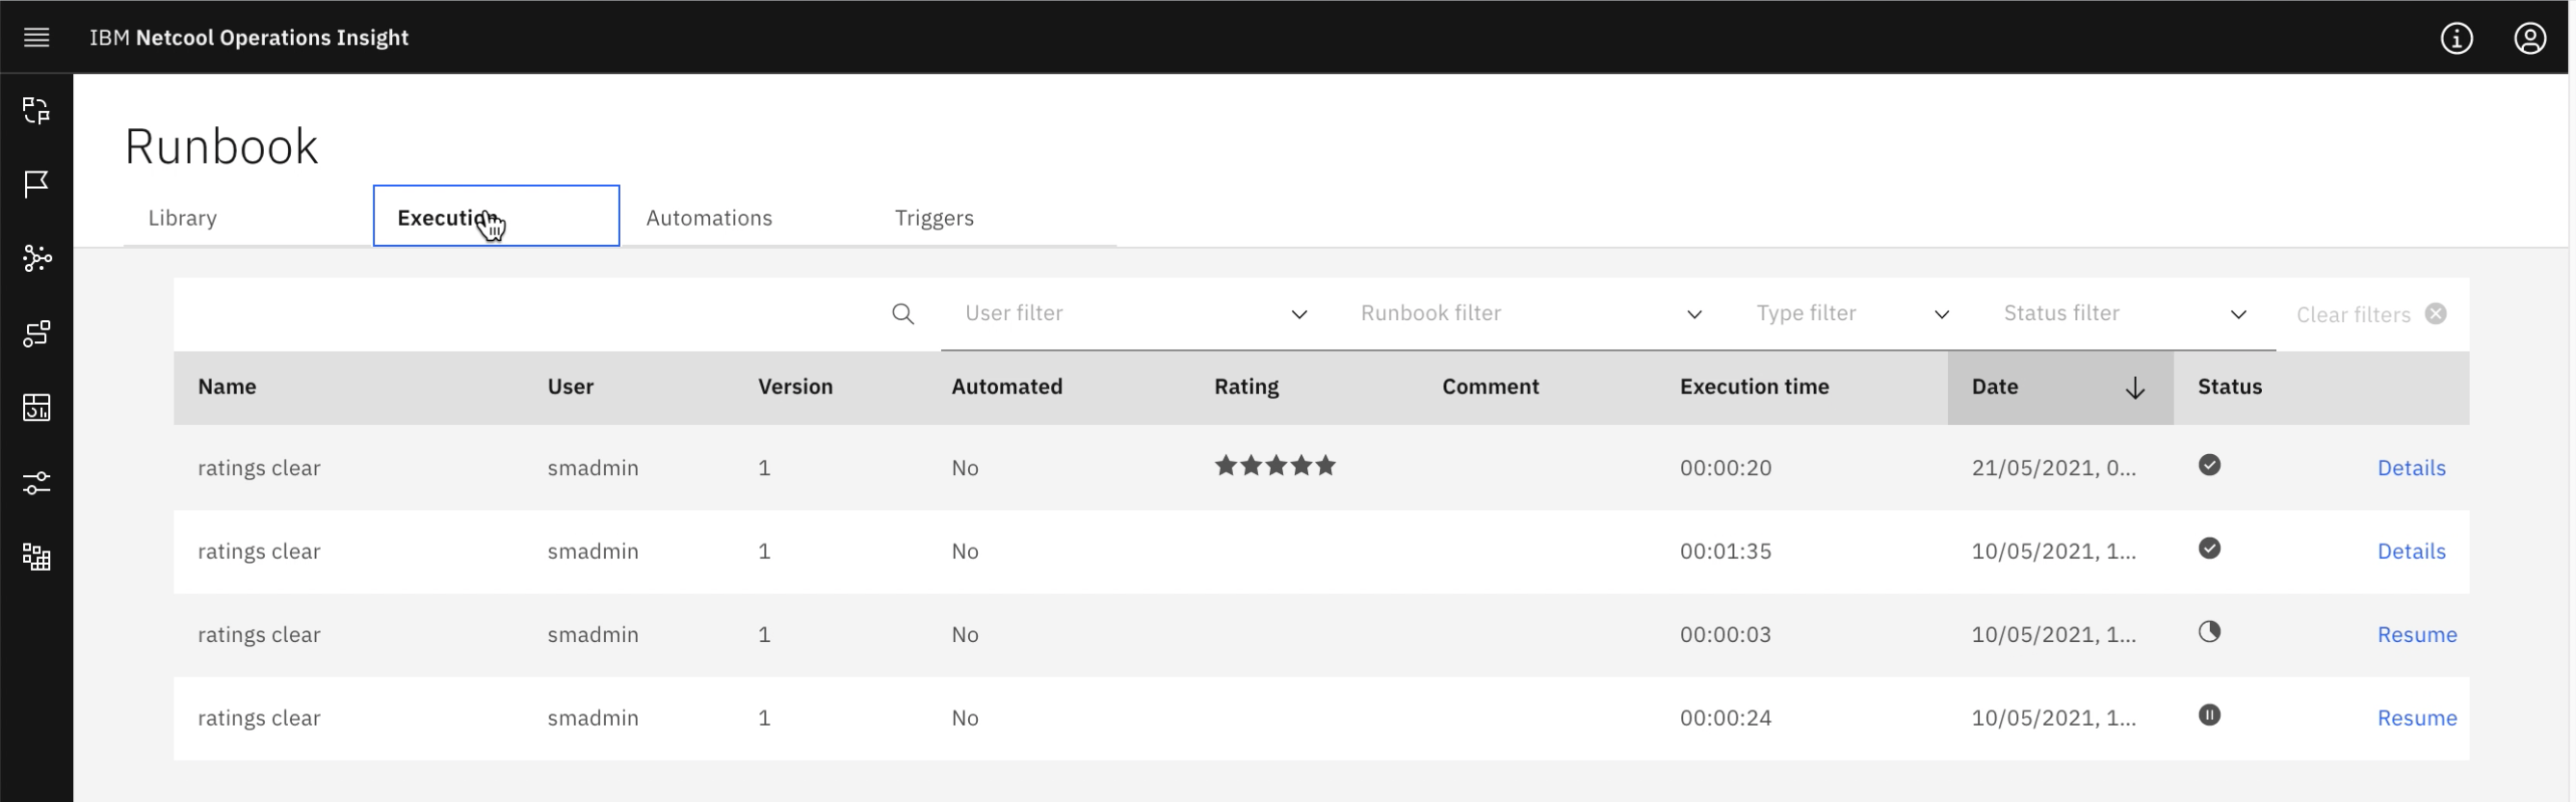 IBM Netcool Operations Insight
Runbook
Library Execution Automations Triggers
User filter Runbook filter Type filter Status filter Clear filters
Name User Version Automated Rating Comment Execution time Date Status
ratings clear smadmin 1 No 00:00:20 21/05/2021, 0... Details
ratings clear smadmin 1 No 00:01:35 10/05/2021, 1... Details
ratings clear smadmin 1 No 00:00:03 10/05/2021, 1... Resume
ratings clear smadmin 1 No 00:00:24 10/05/2021, 1... Resume